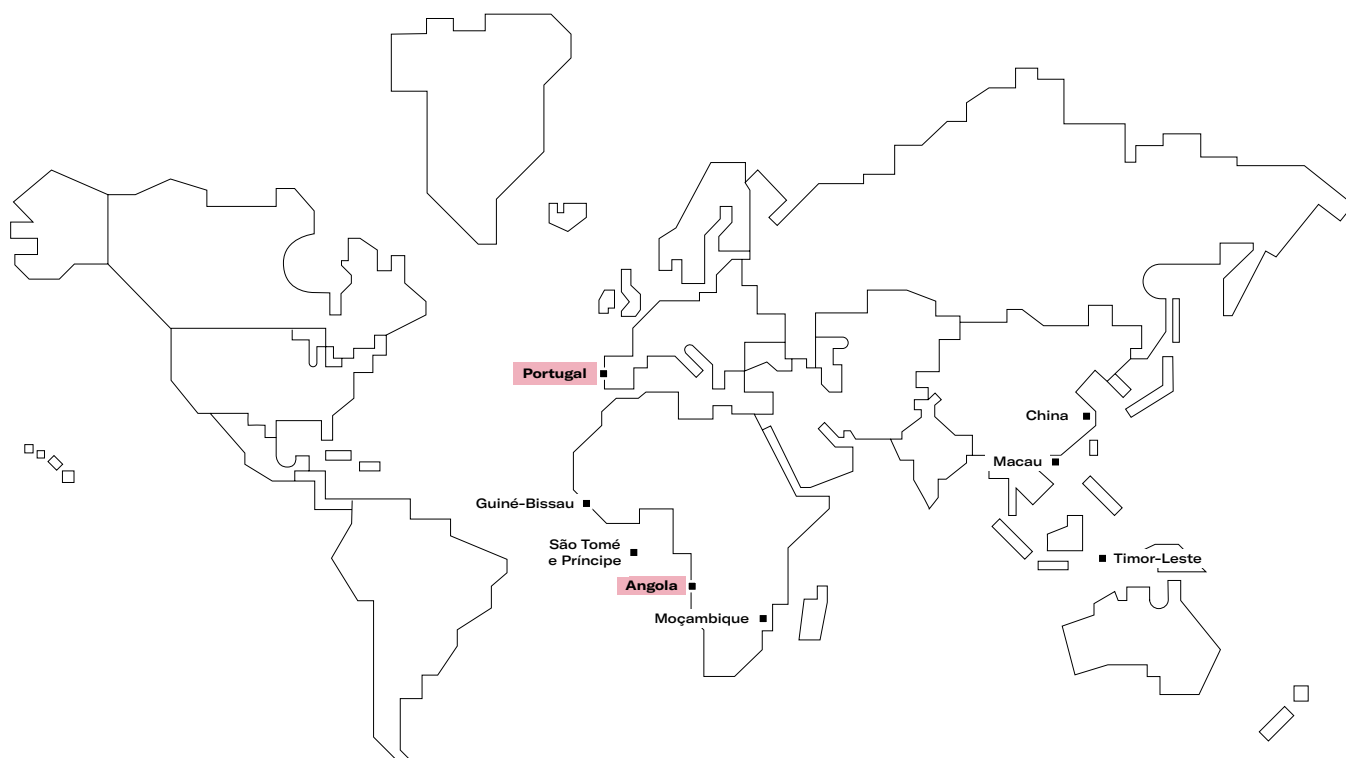 Portugal
China
Macau
Guiné-Bissau
São Tomé
e Príncipe
Timor-Leste
Angola
Moçambique